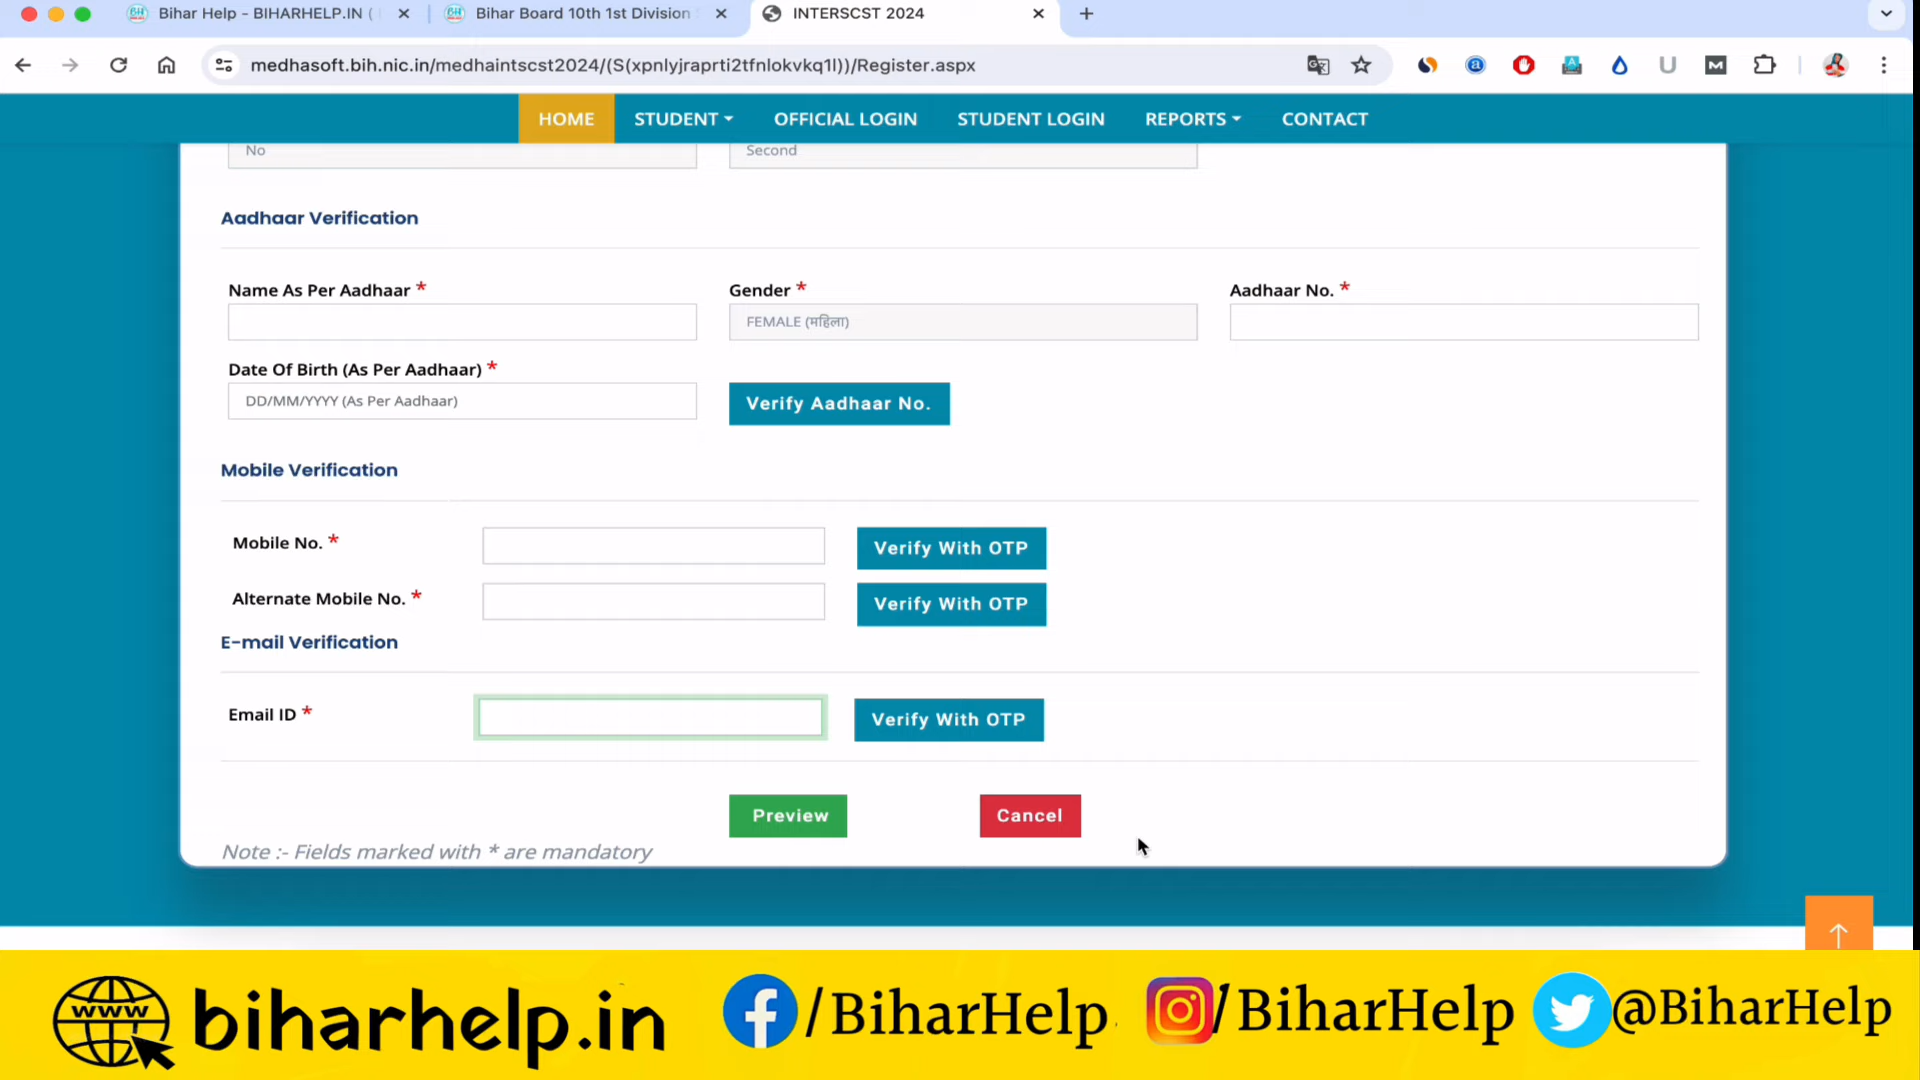 Bihar Help - BIHARHELP.IN (
Bihar Board 10th 1st Division
INTERSCST 2024
medhasoft.bih.nic.in/medhaintscst2024/(S(xpnlyjraprti2tfnlokvkq1l))/Register.aspx
HOME STUDENT OFFICIAL LOGIN STUDENT LOGIN REPORTS CONTACT
No Second
Aadhaar Verification
Name As Per Aadhaar * Gender * Aadhaar No. *
FEMALE (महिला)
Date Of Birth (As Per Aadhaar) *
DD/MM/YYYY (As Per Aadhaar) Verify Aadhaar No.
Mobile Verification
Mobile No. * Verify With OTP
Alternate Mobile No. * Verify With OTP
E-mail Verification
Email ID * Verify With OTP
Preview Cancel
Note :- Fields marked with * are mandatory
www biharhelp.in /BiharHelp /BiharHelp @BiharHelp